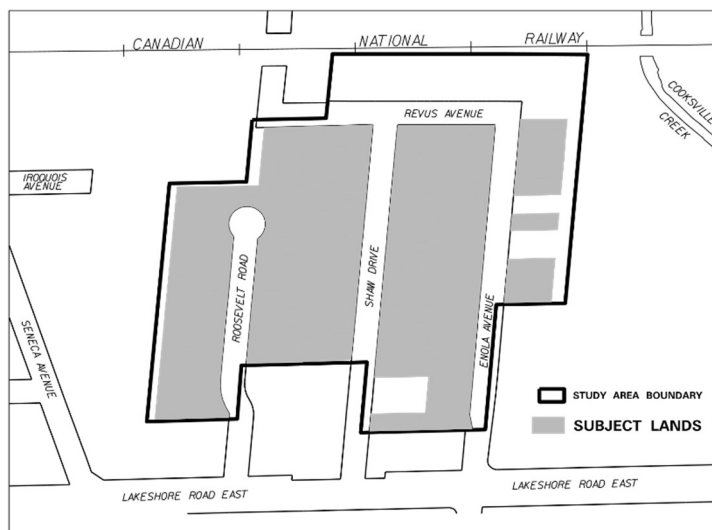 CANADIAN NATIONAL RAILWAY
COOKSVILLE
CREEK
REVUS AVENUE
IROQUOIS
AVENUE
ROOSEVELT ROAD
SHAW DRIVE
ENOLA AVENUE
SENECA AVENUE
STUDY AREA BOUNDARY
SUBJECT LANDS
LAKESHORE ROAD EAST
LAKESHORE ROAD EAST